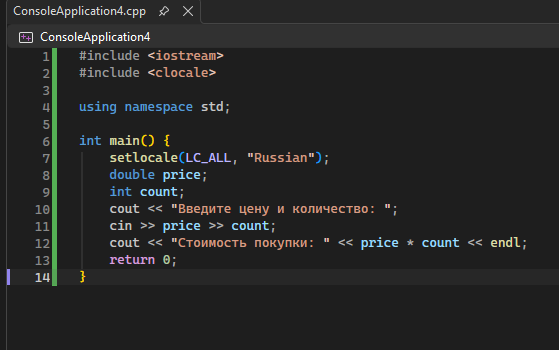 ConsoleApplication4.cpp
ConsoleApplication4
1 #include <iostream>
2 #include <clocale>
3
4 using namespace std;
5
6 int main() {
7     setlocale(LC_ALL, "Russian");
8     double price;
9     int count;
10     cout << "Введите цену и количество: ";
11     cin >> price >> count;
12     cout << "Стоимость покупки: " << price * count << endl;
13     return 0;
14 }